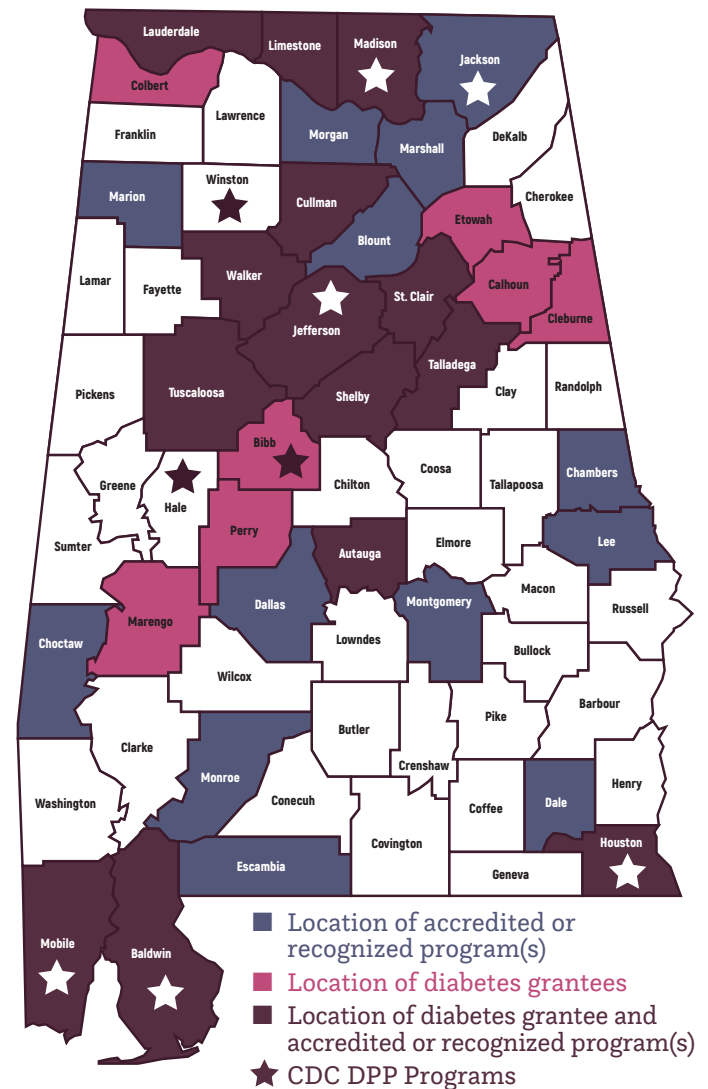 Lauderdale
Limestone
Madison
Jackson
Colbert
Lawrence
Franklin
Morgan
Marshall
DeKalb
Winston
Marion
Cullman
Cherokee
Etowah
Blount
Lamar
Fayette
Walker
Calhoun
St. Clair
Cleburne
Jefferson
Talladega
Pickens
Tuscaloosa
Shelby
Clay
Randolph
Bibb
Coosa
Chambers
Greene
Chilton
Tallapoosa
Hale
Perry
Autauga
Elmore
Lee
Sumter
Macon
Dallas
Montgomery
Russell
Marengo
Choctaw
Lowndes
Bullock
Wilcox
Barbour
Pike
Butler
Clarke
Crenshaw
Monroe
Henry
Washington
Conecuh
Coffee
Dale
Covington
Houston
Escambia
Geneva
Mobile
Baldwin
Location of accredited or
recognized program(s)
Location of diabetes grantees
Location of diabetes grantee and
accredited or recognized program(s)
CDC DPP Programs